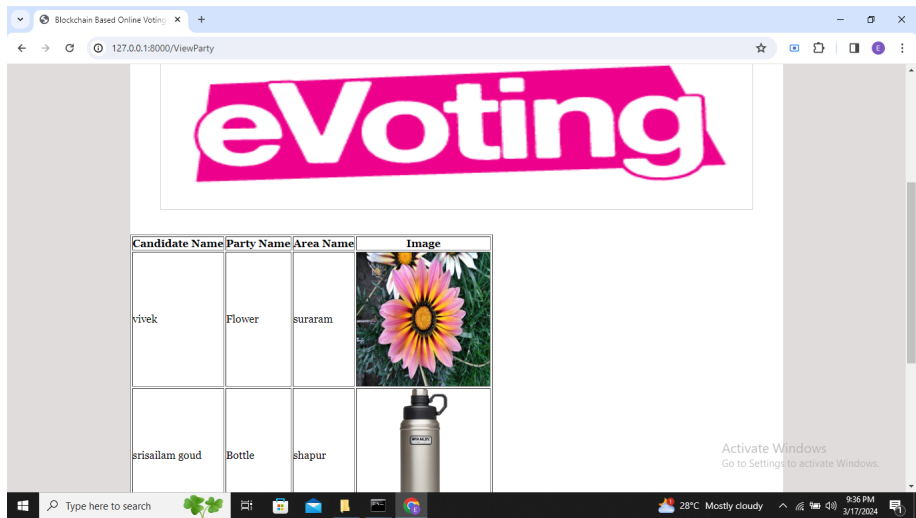 Blockchain Based Online Voting
127.0.0.1:8000/ViewParty
E
eVoting
Candidate Name Party Name Area Name Image
vivek Flower suraram
srisailam goud Bottle shapur
STANLEY
Activate Windows
Go to Settings to activate Windows.
Type here to search
28°C Mostly cloudy
9:36 PM
3/17/2024
1